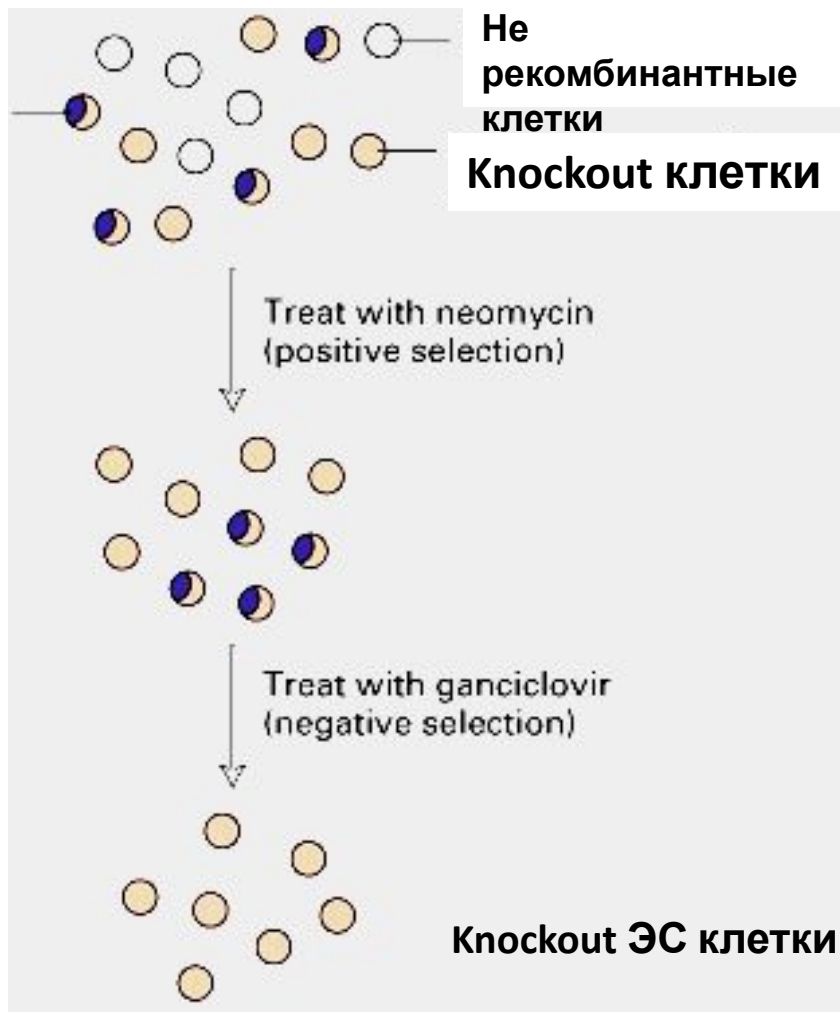 Не
рекомбинантные
клетки
Knockout клетки
Treat with neomycin
(positive selection)
Treat with ganciclovir
(negative selection)
Knockout ЭС клетки